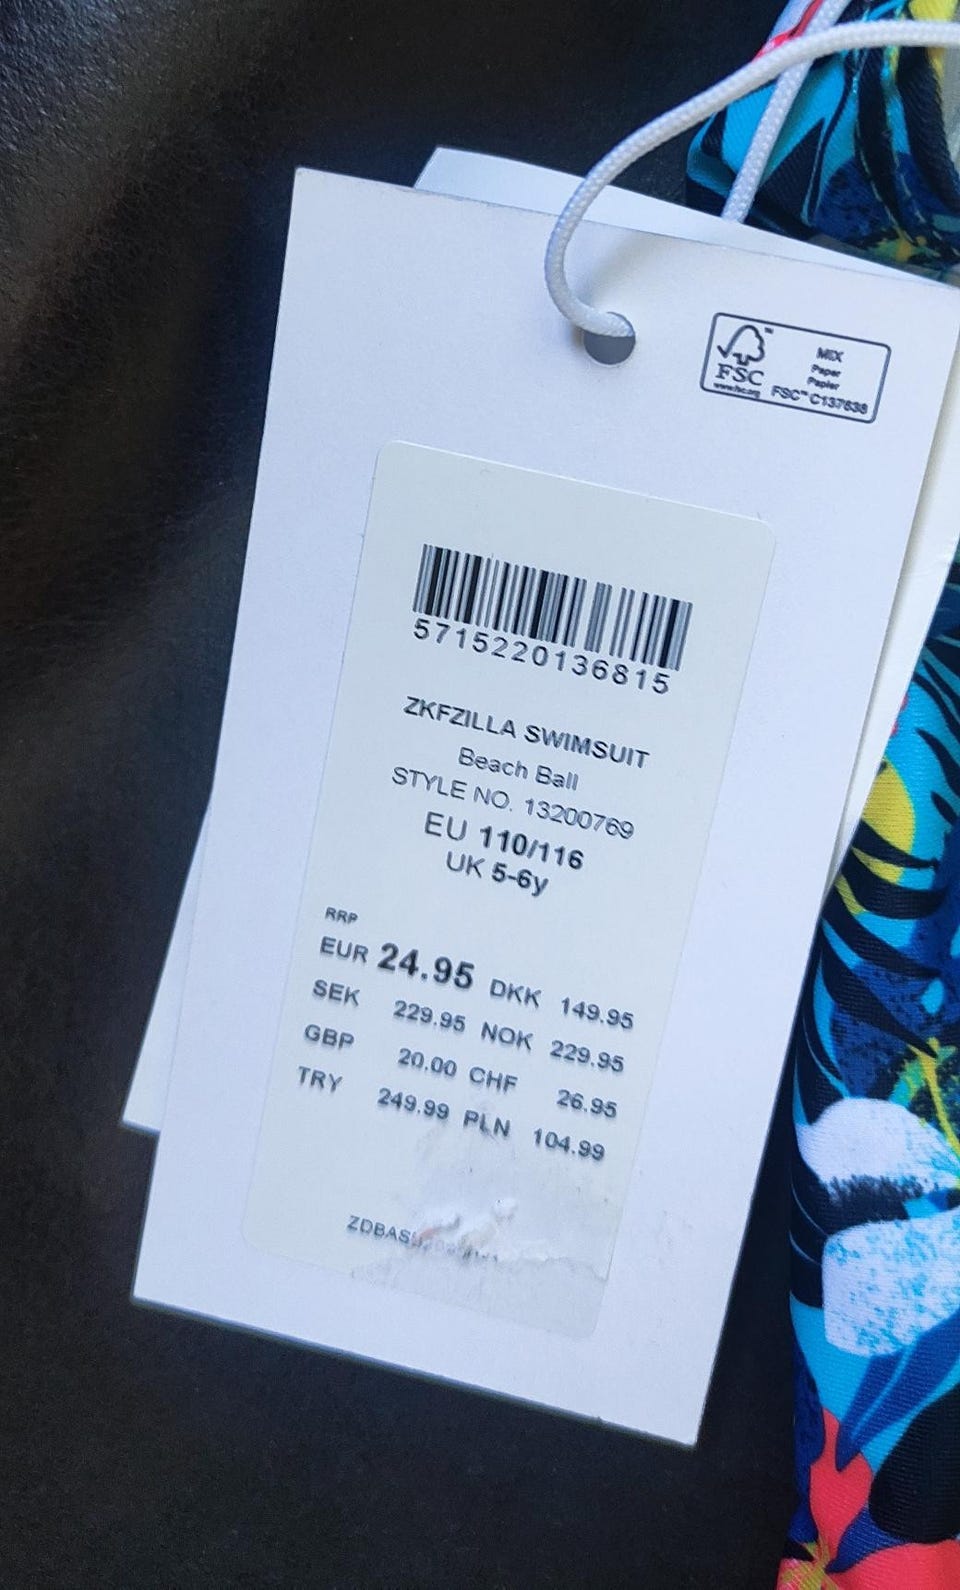 MIX
Paper
Papier
FSC™
www.fsc.org
FSC™ C137638
5715220136815
ZKFZILLA SWIMSUIT
Beach Ball
STYLE NO. 13200769
EU 110/116
UK 5-6y
RRP
EUR 24.95 DKK 149.95
SEK 229.95 NOK 229.95
GBP 20.00 CHF 26.95
TRY 249.99 PLN 104.99